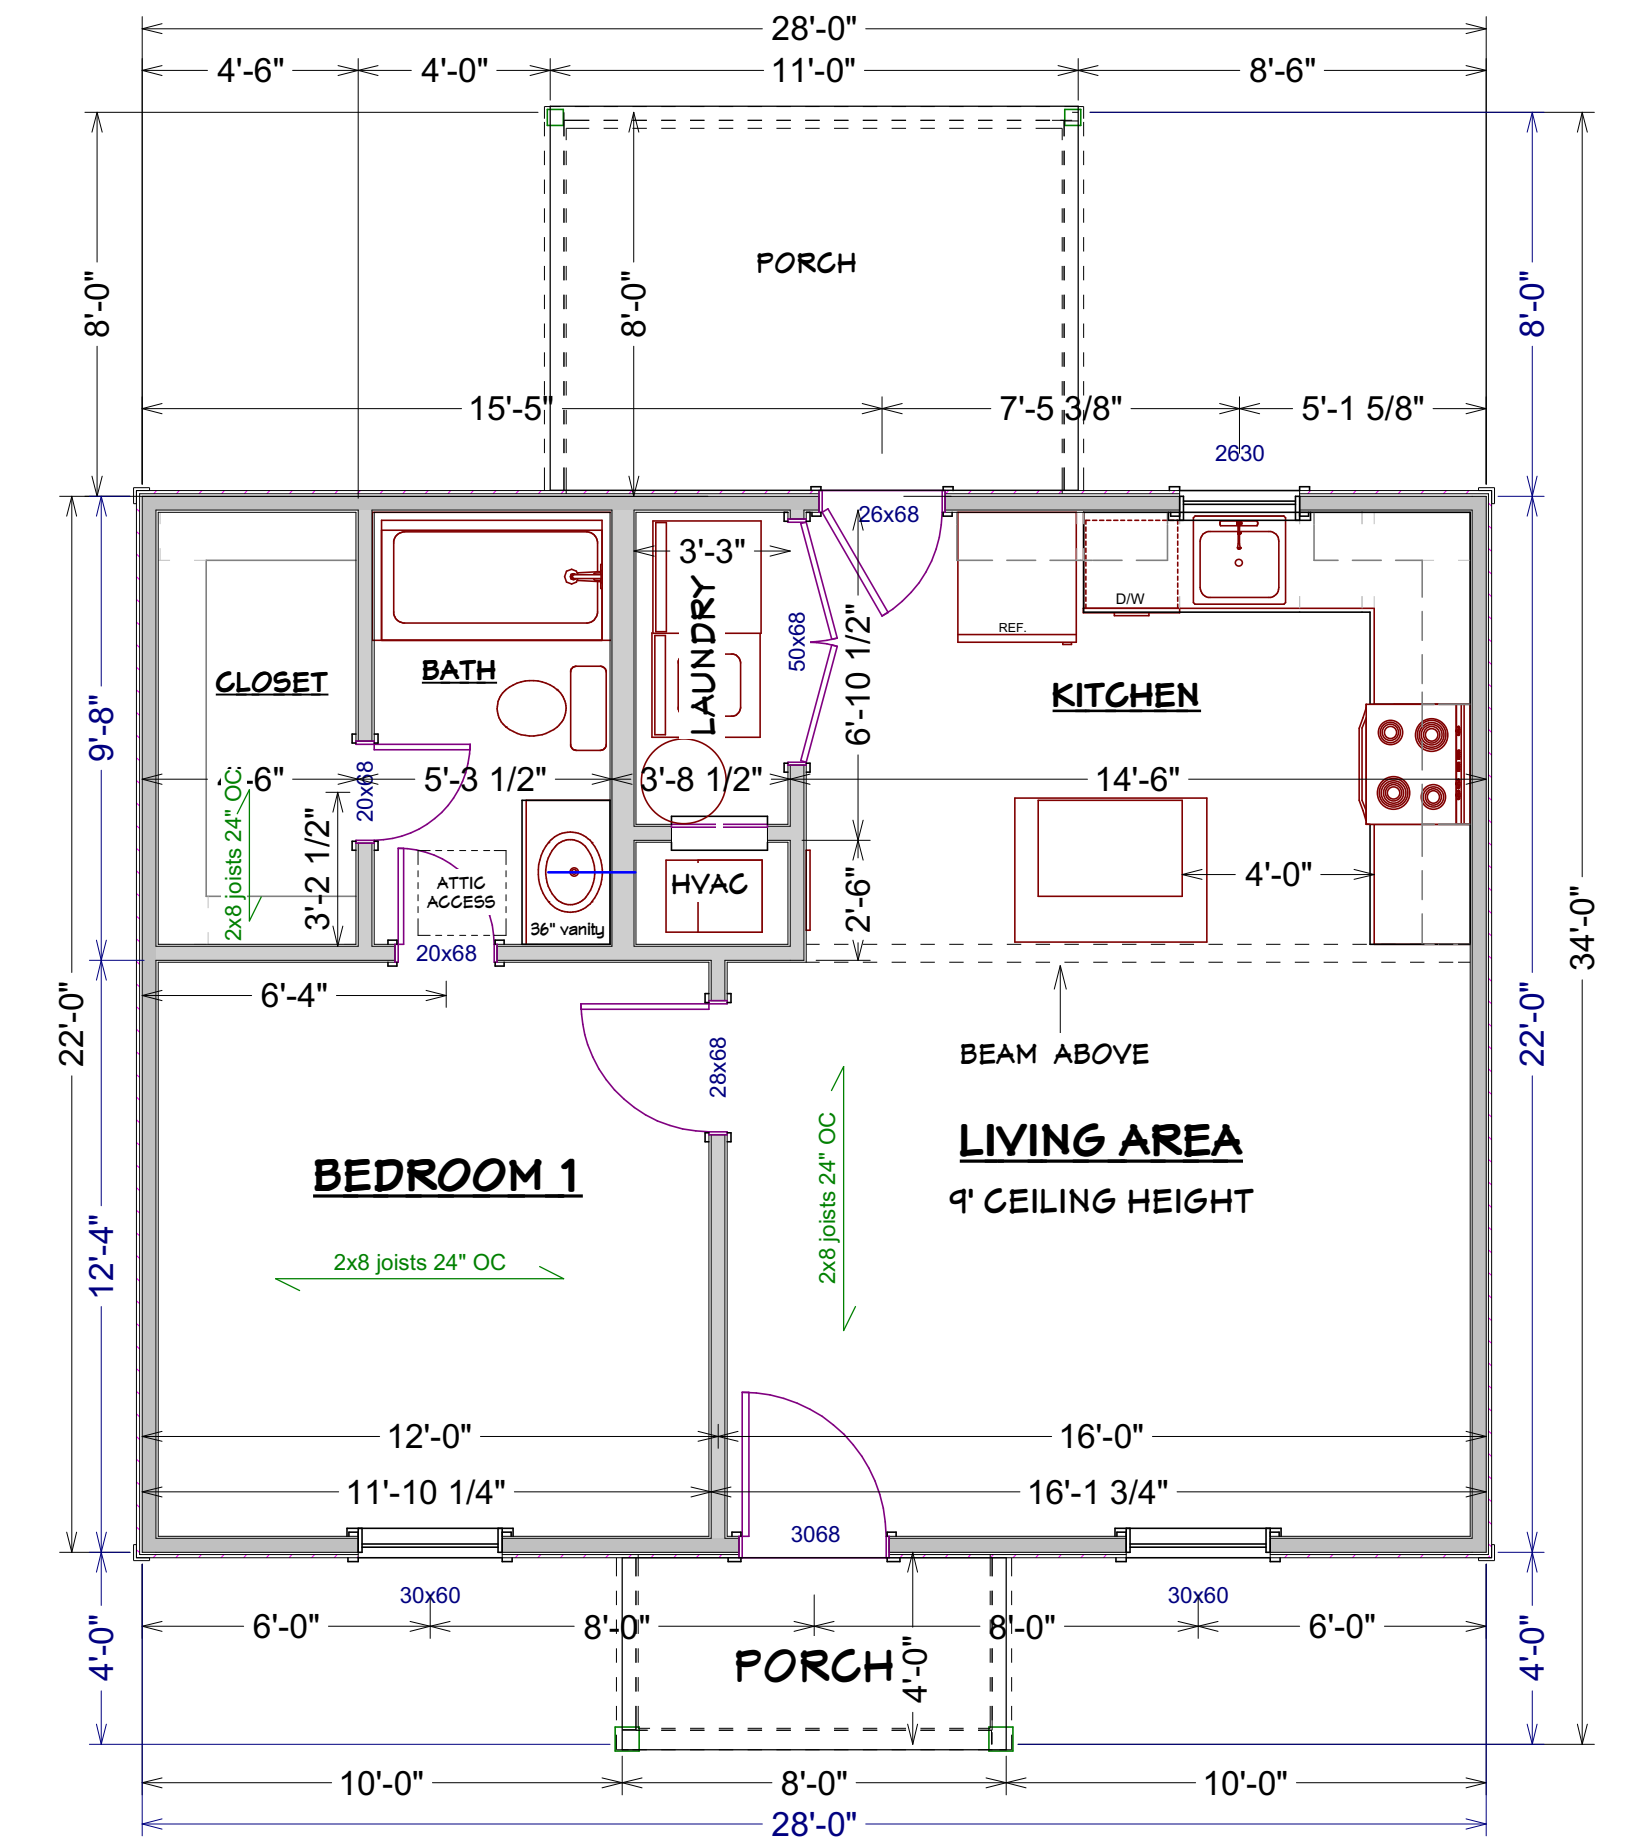 28'-0"
4'-6"
4'-0"
11'-0"
8'-6"
PORCH
8'-0"
8'-0"
8'-0"
15'-5"
7'-5 3/8"
5'-1 5/8"
2630
26x68
3'-3"
LAUNDRY
50x68
6'-10 1/2"
D/W
REF.
CLOSET
BATH
KITCHEN
9'-8"
20x68
5'-3 1/2"
3'-8 1/2"
14'-6"
2x8 joists 24" OC
3'-2 1/2"
ATTIC
ACCESS
36" vanity
HVAC
2'-6"
4'-0"
34'-0"
20x68
6'-4"
22'-0"
28x68
BEAM ABOVE
22'-0"
LIVING AREA
9' CEILING HEIGHT
BEDROOM 1
2x8 joists 24" OC
2x8 joists 24" OC
12'-4"
12'-0"
16'-0"
11'-10 1/4"
16'-1 3/4"
3068
30x60
30x60
6'-0"
8'-0"
8'-0"
6'-0"
4'-0"
PORCH
4'-0"
4'-0"
10'-0"
8'-0"
10'-0"
28'-0"